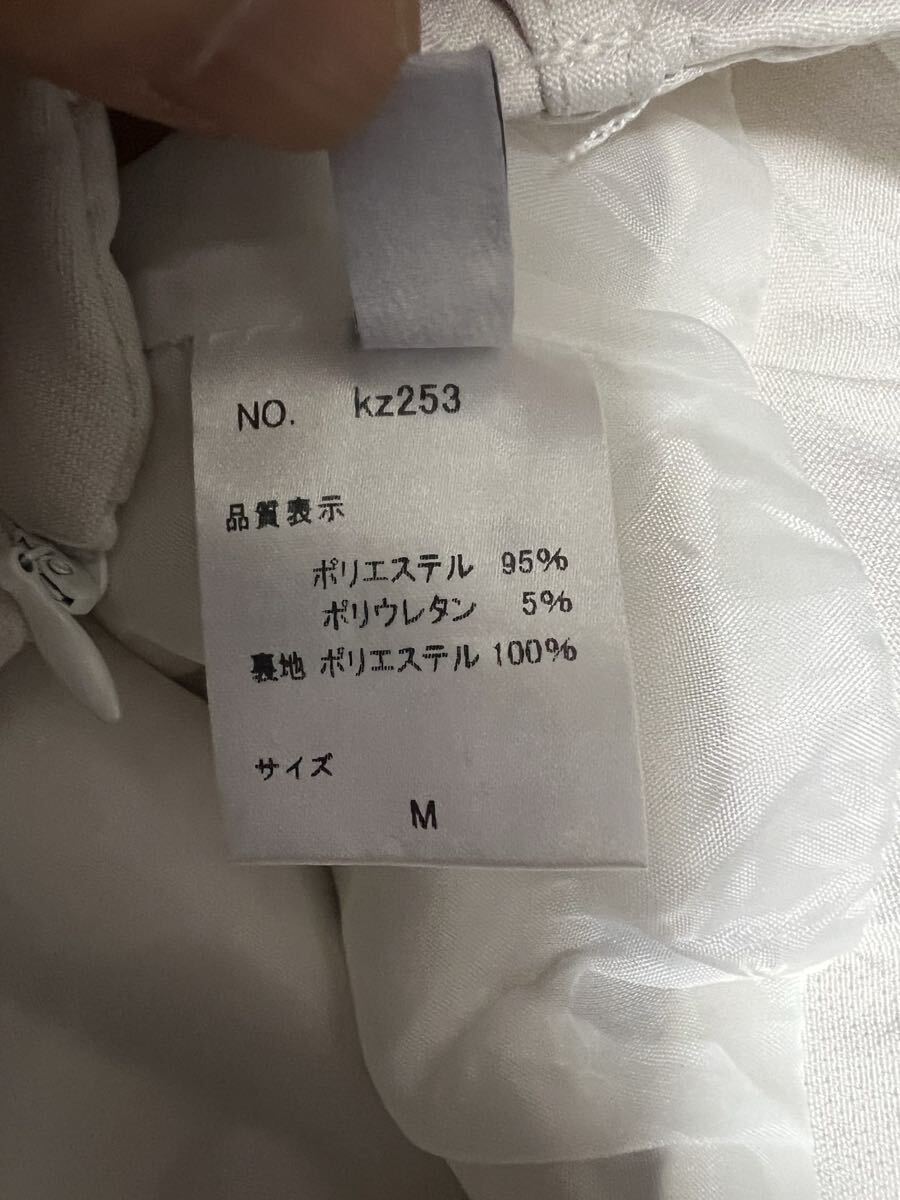 NO. kz253
品質表示
ポリエステル 95%
ポリウレタン 5%
裏地 ポリエステル 100%
サイズ
M